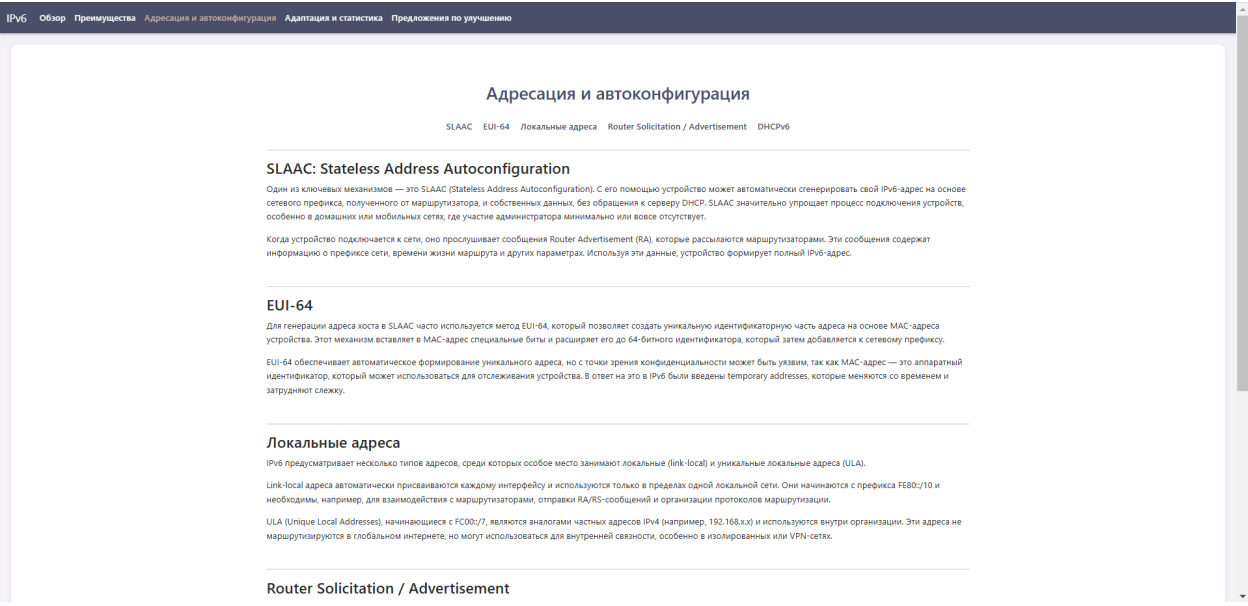 IPv6 Обзор Преимущества Адресация и автоконфигурация Адаптация и статистика Предложения по улучшению
Адресация и автоконфигурация
SLAAC EUI-64 Локальные адреса Router Solicitation / Advertisement DHCPv6
SLAAC: Stateless Address Autoconfiguration
Один из ключевых механизмов — это SLAAC (Stateless Address Autoconfiguration). С его помощью устройство может автоматически сгенерировать свой IPv6-адрес на основе
сетевого префикса, полученного от маршрутизатора, и собственных данных, без обращения к серверу DHCP. SLAAC значительно упрощает процесс подключения устройств,
особенно в домашних или мобильных сетях, где участие администратора минимально или вовсе отсутствует.
Когда устройство подключается к сети, оно прослушивает сообщения Router Advertisement (RA), которые рассылаются маршрутизаторами. Эти сообщения содержат
информацию о префиксе сети, времени жизни маршрута и других параметрах. Используя эти данные, устройство формирует полный IPv6-адрес.
EUI-64
Для генерации адреса хоста в SLAAC часто используется метод EUI-64, который позволяет создать уникальную идентификаторную часть адреса на основе MAC-адреса
устройства. Этот механизм вставляет в MAC-адрес специальные биты и расширяет его до 64-битного идентификатора, который затем добавляется к сетевому префиксу.
EUI-64 обеспечивает автоматическое формирование уникального адреса, но с точки зрения конфиденциальности может быть уязвим, так как MAC-адрес — это аппаратный
идентификатор, который может использоваться для отслеживания устройства. В ответ на это в IPv6 были введены temporary addresses, которые меняются со временем и
затрудняют слежку.
Локальные адреса
IPv6 предусматривает несколько типов адресов, среди которых особое место занимают локальные (link-local) и уникальные локальные адреса (ULA).
Link-local адреса автоматически присваиваются каждому интерфейсу и используются только в пределах одной локальной сети. Они начинаются с префикса FE80::/10 и
необходимы, например, для взаимодействия с маршрутизаторами, отправки RA/RS-сообщений и организации протоколов маршрутизации.
ULA (Unique Local Addresses), начинающиеся с FC00::/7, являются аналогами частных адресов IPv4 (например, 192.168.x.x) и используются внутри организации. Эти адреса не
маршрутизируются в глобальном интернете, но могут использоваться для внутренней связности, особенно в изолированных или VPN-сетях.
Router Solicitation / Advertisement